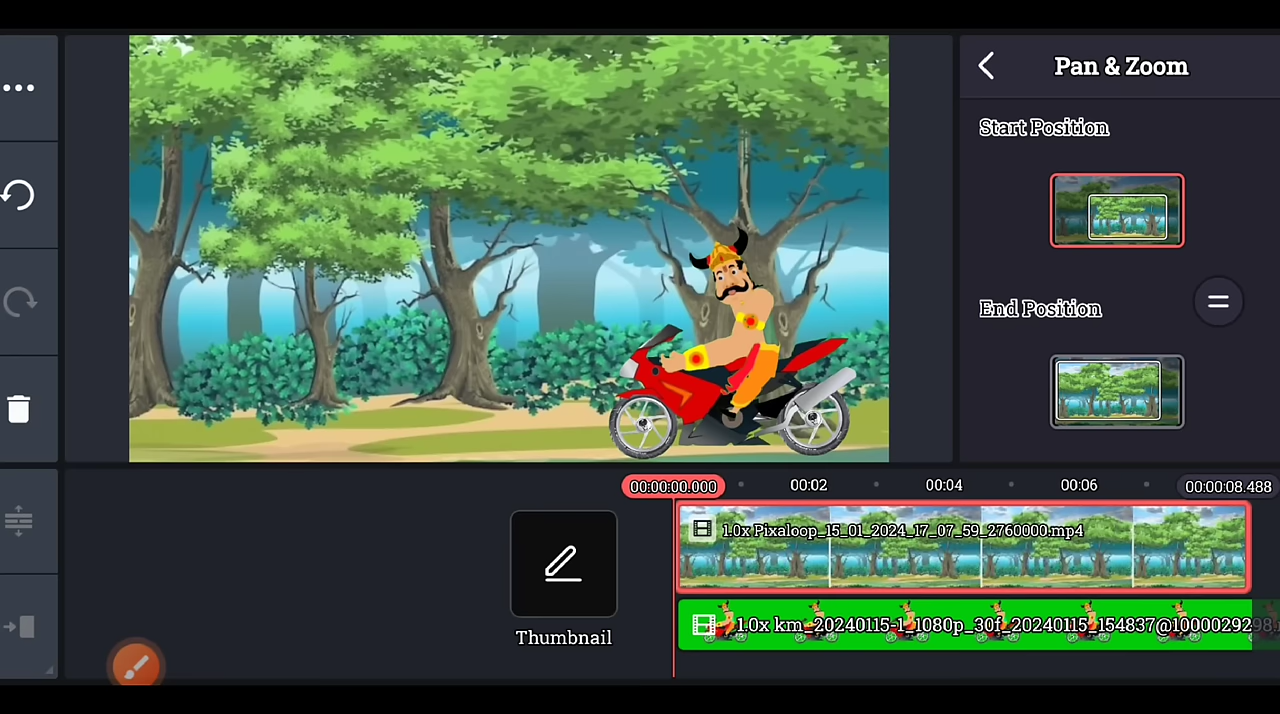 Pan & Zoom
Start Position
End Position
00:00:00.000
00:02
00:04
00:06
00:00:08.488
1.0x Pixaloop_15_01_2024_17_07_59_2760000.mp4
Thumbnail
1.0x km_20240115-1_1080p_30f_20240115_154837@1000029298